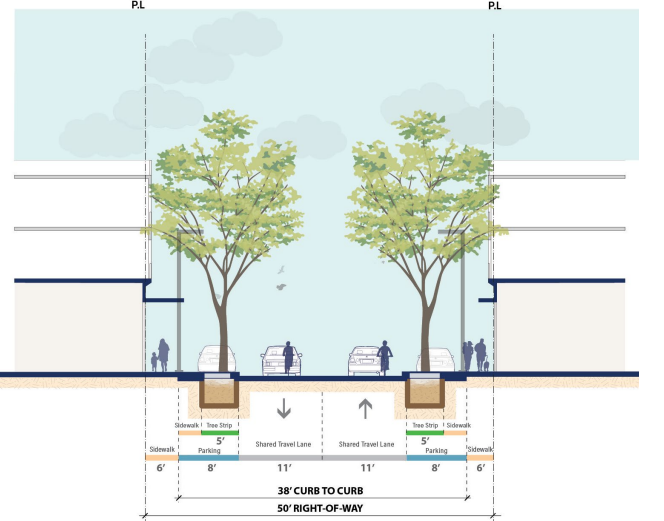 P.L P.L
Sidewalk Tree Strip Tree Strip Sidewalk
5' 5'
Sidewalk Parking Shared Travel Lane Shared Travel Lane Parking Sidewalk
6' 8' 11' 11' 8' 6'
38' CURB TO CURB
50' RIGHT-OF-WAY